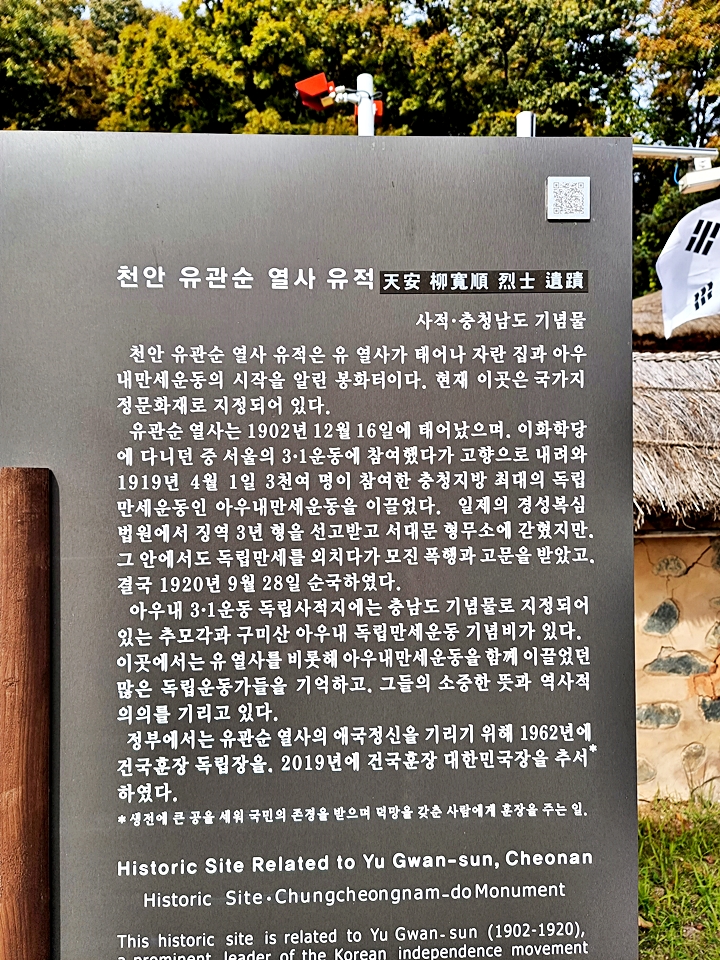 천안 유관순 열사 유적 天安 柳寬順 烈士 遺蹟
사적·충청남도 기념물
천안 유관순 열사 유적은 유 열사가 태어나 자란 집과 아우
내만세운동의 시작을 알린 봉화터이다. 현재 이곳은 국가지
정문화재로 지정되어 있다.
유관순 열사는 1902년 12월 16일에 태어났으며, 이화학당
에 다니던 중 서울의 3·1운동에 참여했다가 고향으로 내려와
1919년 4월 1일 3천여 명이 참여한 충청지방 최대의 독립
만세운동인 아우내만세운동을 이끌었다. 일제의 경성복심
법원에서 징역 3년 형을 선고받고 서대문 형무소에 갇혔지만,
그 안에서도 독립만세를 외치다가 모진 폭행과 고문을 받았고,
결국 1920년 9월 28일 순국하였다.
아우내 3·1운동 독립사적지에는 충남도 기념물로 지정되어
있는 추모각과 구미산 아우내 독립만세운동 기념비가 있다.
이곳에서는 유 열사를 비롯해 아우내만세운동을 함께 이끌었던
많은 독립운동가들을 기억하고, 그들의 소중한 뜻과 역사적
의의를 기리고 있다.
정부에서는 유관순 열사의 애국정신을 기리기 위해 1962년에
건국훈장 독립장을, 2019년에 건국훈장 대한민국장을 추서*
하였다.
* 생전에 큰 공을 세워 국민의 존경을 받으며 덕망을 갖춘 사람에게 훈장을 주는 일.
Historic Site Related to Yu Gwan-sun, Cheonan
Historic Site·Chungcheongnam-do Monument
This historic site is related to Yu Gwan-sun (1902-1920),
a prominent leader of the Korean independence movement